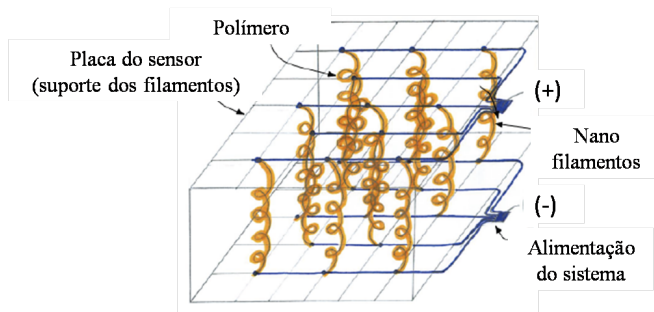 Polímero
Placa do sensor
(suporte dos filamentos)
(+)
Nano
filamentos
(-)
Alimentação
do sistema